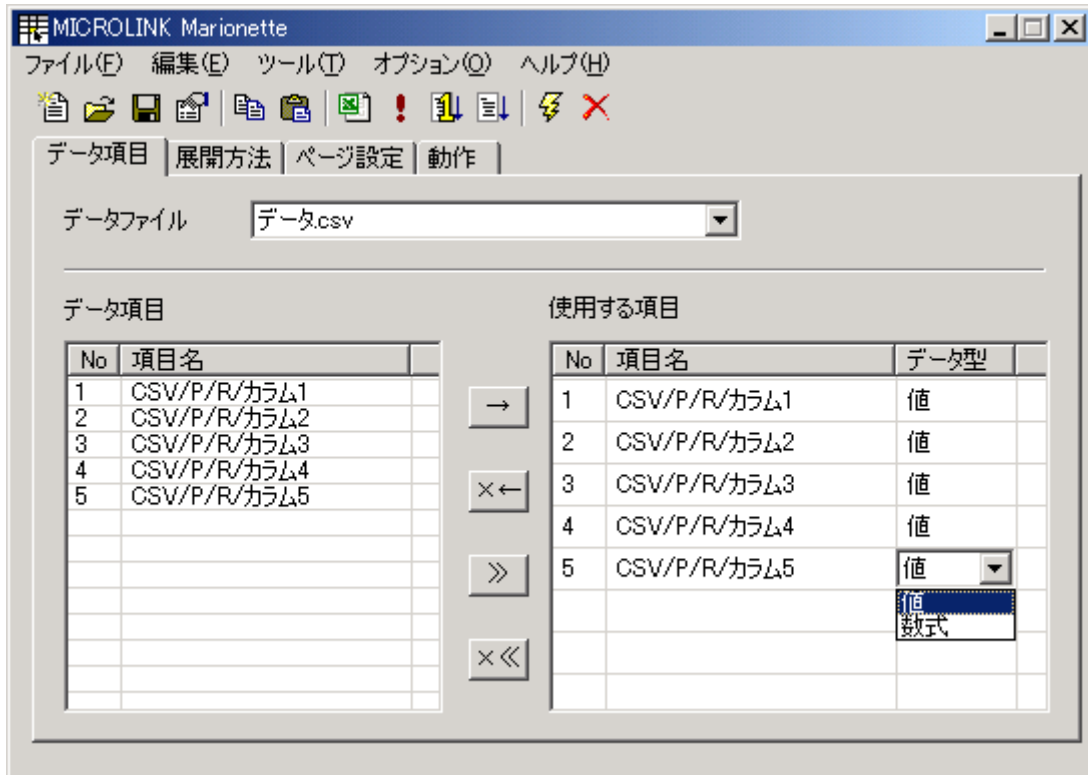 MICROLINK Marionette
ファイル(F) 編集(E) ツール(T) オプション(O) ヘルプ(H)
データ項目 展開方法 ページ設定 動作
データファイル データ.csv
データ項目
No 項目名
1 CSV/P/R/カラム1
2 CSV/P/R/カラム2
3 CSV/P/R/カラム3
4 CSV/P/R/カラム4
5 CSV/P/R/カラム5
→
×←
≫
×≪
使用する項目
No 項目名 データ型
1 CSV/P/R/カラム1 値
2 CSV/P/R/カラム2 値
3 CSV/P/R/カラム3 値
4 CSV/P/R/カラム4 値
5 CSV/P/R/カラム5 値
値
数式